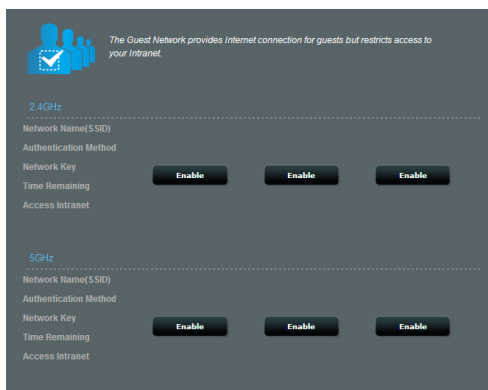 The Guest Network provides Internet connection for guests but restricts access to
your Intranet.
2.4GHz
Network Name(SSID)
Authentication Method
Network Key
Enable Enable Enable
Time Remaining
Access Intranet
5GHz
Network Name(SSID)
Authentication Method
Network Key
Enable Enable Enable
Time Remaining
Access Intranet